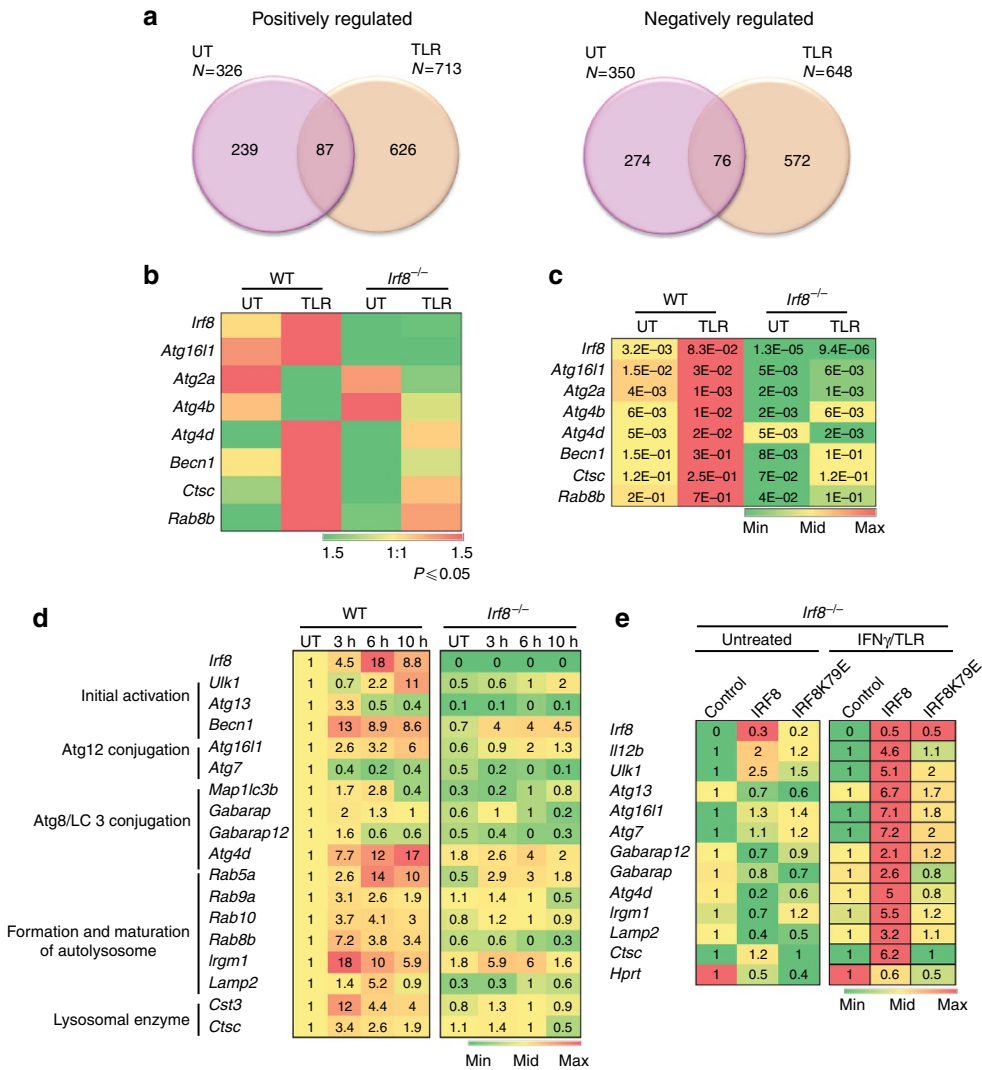 a
Positively regulated
Negatively regulated
UT
N=326
TLR
N=713
239
87
626
UT
N=350
TLR
N=648
274
76
572
b
WT
Irf8–/–
UT TLR UT TLR
Irf8
Atg16l1
Atg2a
Atg4b
Atg4d
Becn1
Ctsc
Rab8b
1.5 1:1 1.5
P⩽0.05
c
WT
Irf8–/–
UT TLR UT TLR
Irf8 3.2E–03 8.3E–02 1.3E–05 9.4E–06
Atg16l1 1.5E–02 3E–02 5E–03 6E–03
Atg2a 4E–03 1E–03 2E–03 1E–03
Atg4b 6E–03 1E–02 2E–03 6E–03
Atg4d 5E–03 2E–02 5E–03 2E–03
Becn1 1.5E–01 3E–01 8E–03 1E–01
Ctsc 1.2E–01 2.5E–01 7E–02 1.2E–01
Rab8b 2E–01 7E–01 4E–02 1E–01
Min Mid Max
d
WT
Irf8–/–
UT 3 h 6 h 10 h UT 3 h 6 h 10 h
Initial activation
Atg12 conjugation
Atg8/LC 3 conjugation
Formation and maturation
of autolysosome
Lysosomal enzyme
Irf8 1 4.5 18 8.8 0 0 0 0
Ulk1 1 0.7 2.2 11 0.5 0.6 1 2
Atg13 1 3.3 0.5 0.4 0.1 0.1 0 0.1
Becn1 1 13 8.9 8.6 0.7 4 4 4.5
Atg16l1 1 2.6 3.2 6 0.6 0.9 2 1.3
Atg7 1 0.4 0.2 0.4 0.5 0.2 0 0.1
Map1lc3b 1 1.7 2.8 0.4 0.3 0.2 1 0.8
Gabarap 1 2 1.3 1 0.6 1 1 0.2
Gabarap12 1 1.6 0.6 0.6 0.5 0.4 0 0.3
Atg4d 1 7.7 12 17 1.8 2.6 4 2
Rab5a 1 2.6 14 10 0.5 2.9 3 1.8
Rab9a 1 3.1 2.6 1.9 1.1 1.4 1 0.5
Rab10 1 3.7 4.1 3 0.8 1.2 1 0.9
Rab8b 1 7.2 3.8 3.4 0.6 0.6 0 0.3
Irgm1 1 18 10 5.9 1.8 5.9 6 1.6
Lamp2 1 1.4 5.2 0.9 0.3 0.3 1 0.6
Cst3 1 12 4.4 4 0.8 1.3 1 0.9
Ctsc 1 3.4 2.6 1.9 1.1 1.4 1 0.5
Min Mid Max
e
Irf8–/–
Untreated
IFNγ/TLR
Control IRF8 IRF8K79E Control IRF8 IRF8K79E
Irf8 0 0.3 0.2 0 0.5 0.5
Il12b 1 2 1.2 1 4.6 1.1
Ulk1 1 2.5 1.5 1 5.1 2
Atg13 1 0.7 0.6 1 6.7 1.7
Atg16l1 1 1.3 1.4 1 7.1 1.8
Atg7 1 1.1 1.2 1 7.2 2
Gabarap12 1 0.7 0.9 1 2.1 1.2
Gabarap 1 0.8 0.7 1 2.6 0.8
Atg4d 1 0.2 0.6 1 5 0.8
Irgm1 1 0.7 1.2 1 5.5 1.2
Lamp2 1 0.4 0.5 1 3.2 1.1
Ctsc 1 1.2 1 1 6.2 1
Hprt 1 0.5 0.4 1 0.6 0.5
Min Mid Max